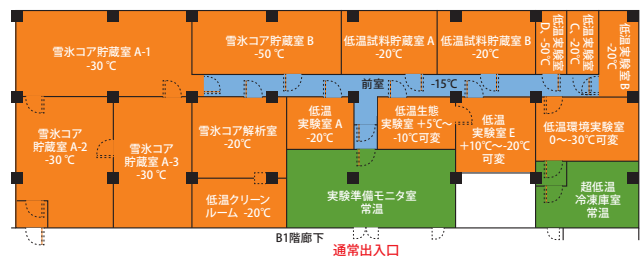 雪氷コア貯蔵室 A-1
-30 ℃
雪氷コア貯蔵室 B
-50 ℃
低温試料貯蔵室 A
-20℃
低温試料貯蔵室 B
-20℃
低温実験室
D、-50℃
低温実験室
C、-20℃
低温実験室 B
-20℃
前室 -15℃
雪氷コア
貯蔵室 A-2
-30 ℃
雪氷コア
貯蔵室 A-3
-30 ℃
雪氷コア解析室
-20℃
低温
実験室 A
-20℃
低温生態
実験室 +5℃〜
-10℃可変
低温
実験室 E
+10℃〜-20℃
可変
低温環境実験室
0〜-30℃可変
低温クリーン
ルーム -20℃
実験準備モニタ室
常温
超低温
冷凍庫室
常温
B1階廊下
通常出入口